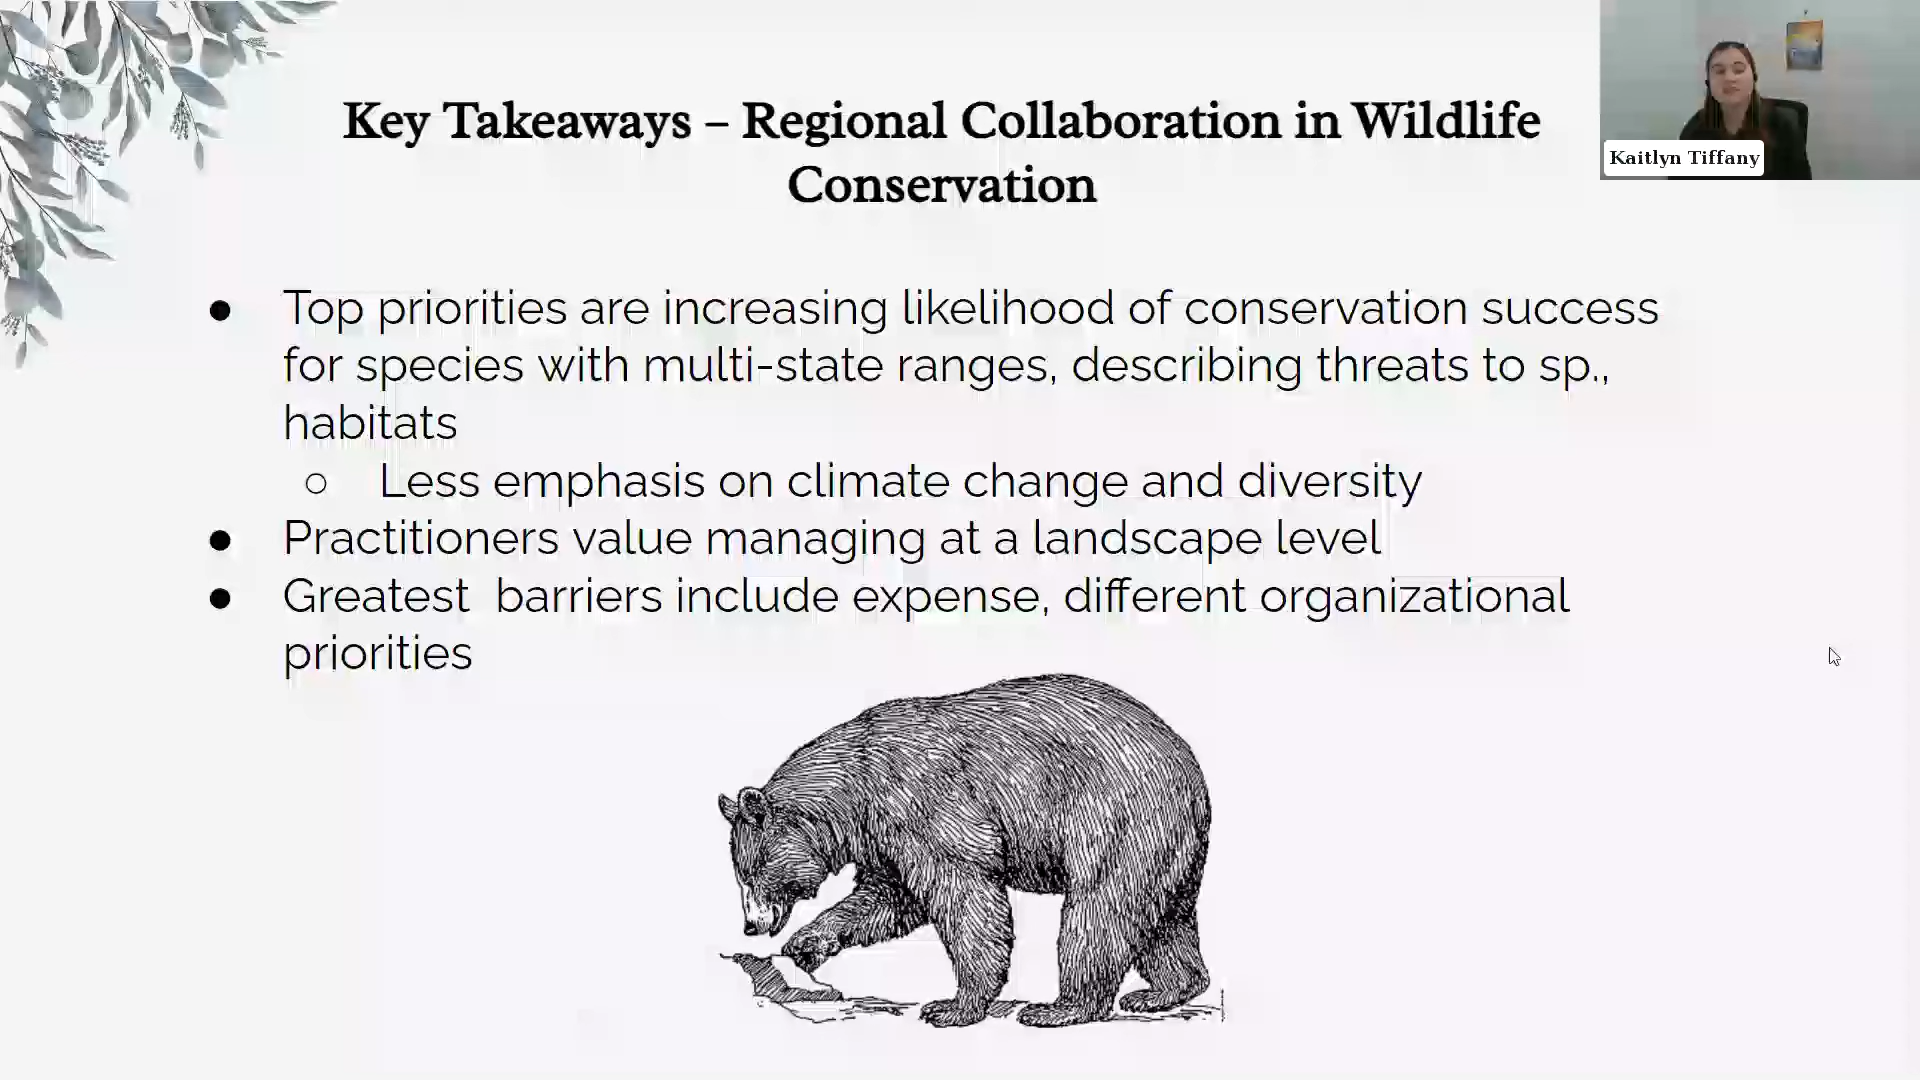 Key Takeaways – Regional Collaboration in Wildlife
Conservation
Kaitlyn Tiffany
● Top priorities are increasing likelihood of conservation success
for species with multi-state ranges, describing threats to sp.,
habitats
○ Less emphasis on climate change and diversity
● Practitioners value managing at a landscape level
● Greatest  barriers include expense, different organizational
priorities